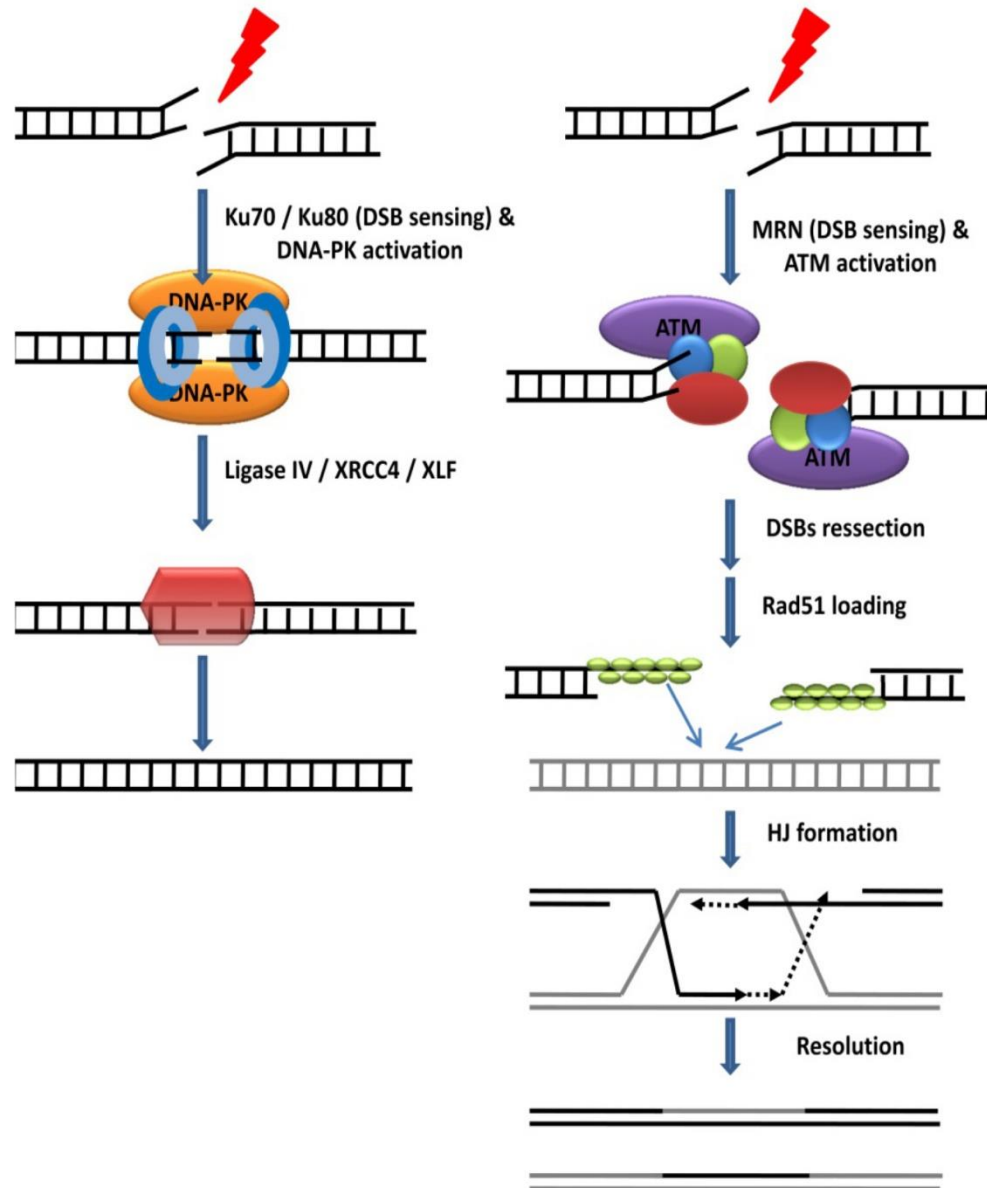 Ku70 / Ku80 (DSB sensing) &
DNA-PK activation
DNA-PK
DNA-PK
Ligase IV / XRCC4 / XLF
MRN (DSB sensing) &
ATM activation
ATM
ATM
DSBs ressection
Rad51 loading
HJ formation
Resolution